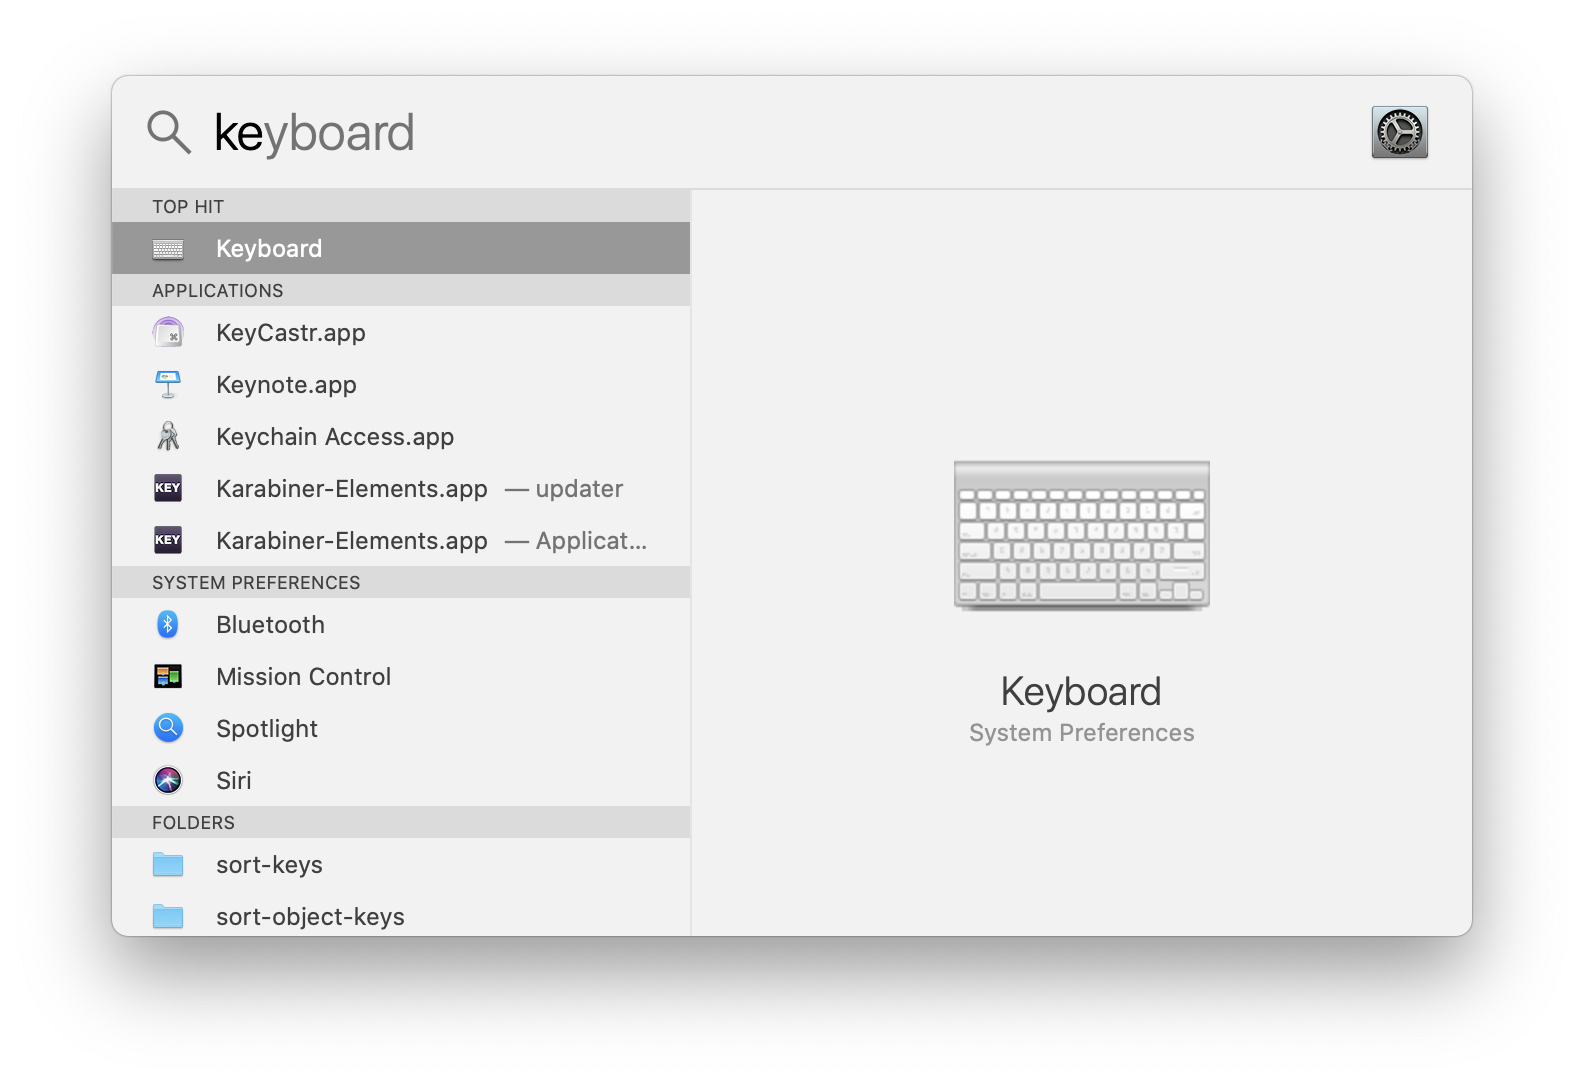 keyboard
TOP HIT
Keyboard
APPLICATIONS
KeyCastr.app
Keynote.app
Keychain Access.app
KEY
Karabiner-Elements.app — updater
KEY
Karabiner-Elements.app — Applicat...
SYSTEM PREFERENCES
Bluetooth
Mission Control
Spotlight
Siri
FOLDERS
sort-keys
sort-object-keys
Keyboard
System Preferences